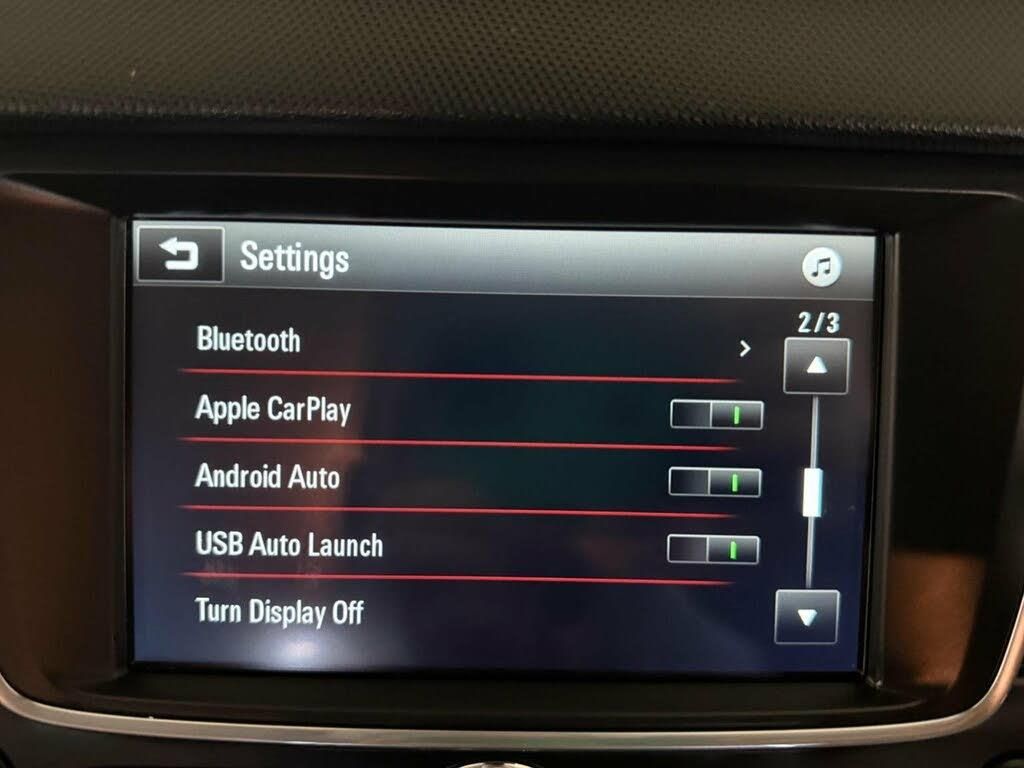 Settings
2/3
Bluetooth
Apple CarPlay
Android Auto
USB Auto Launch
Turn Display Off